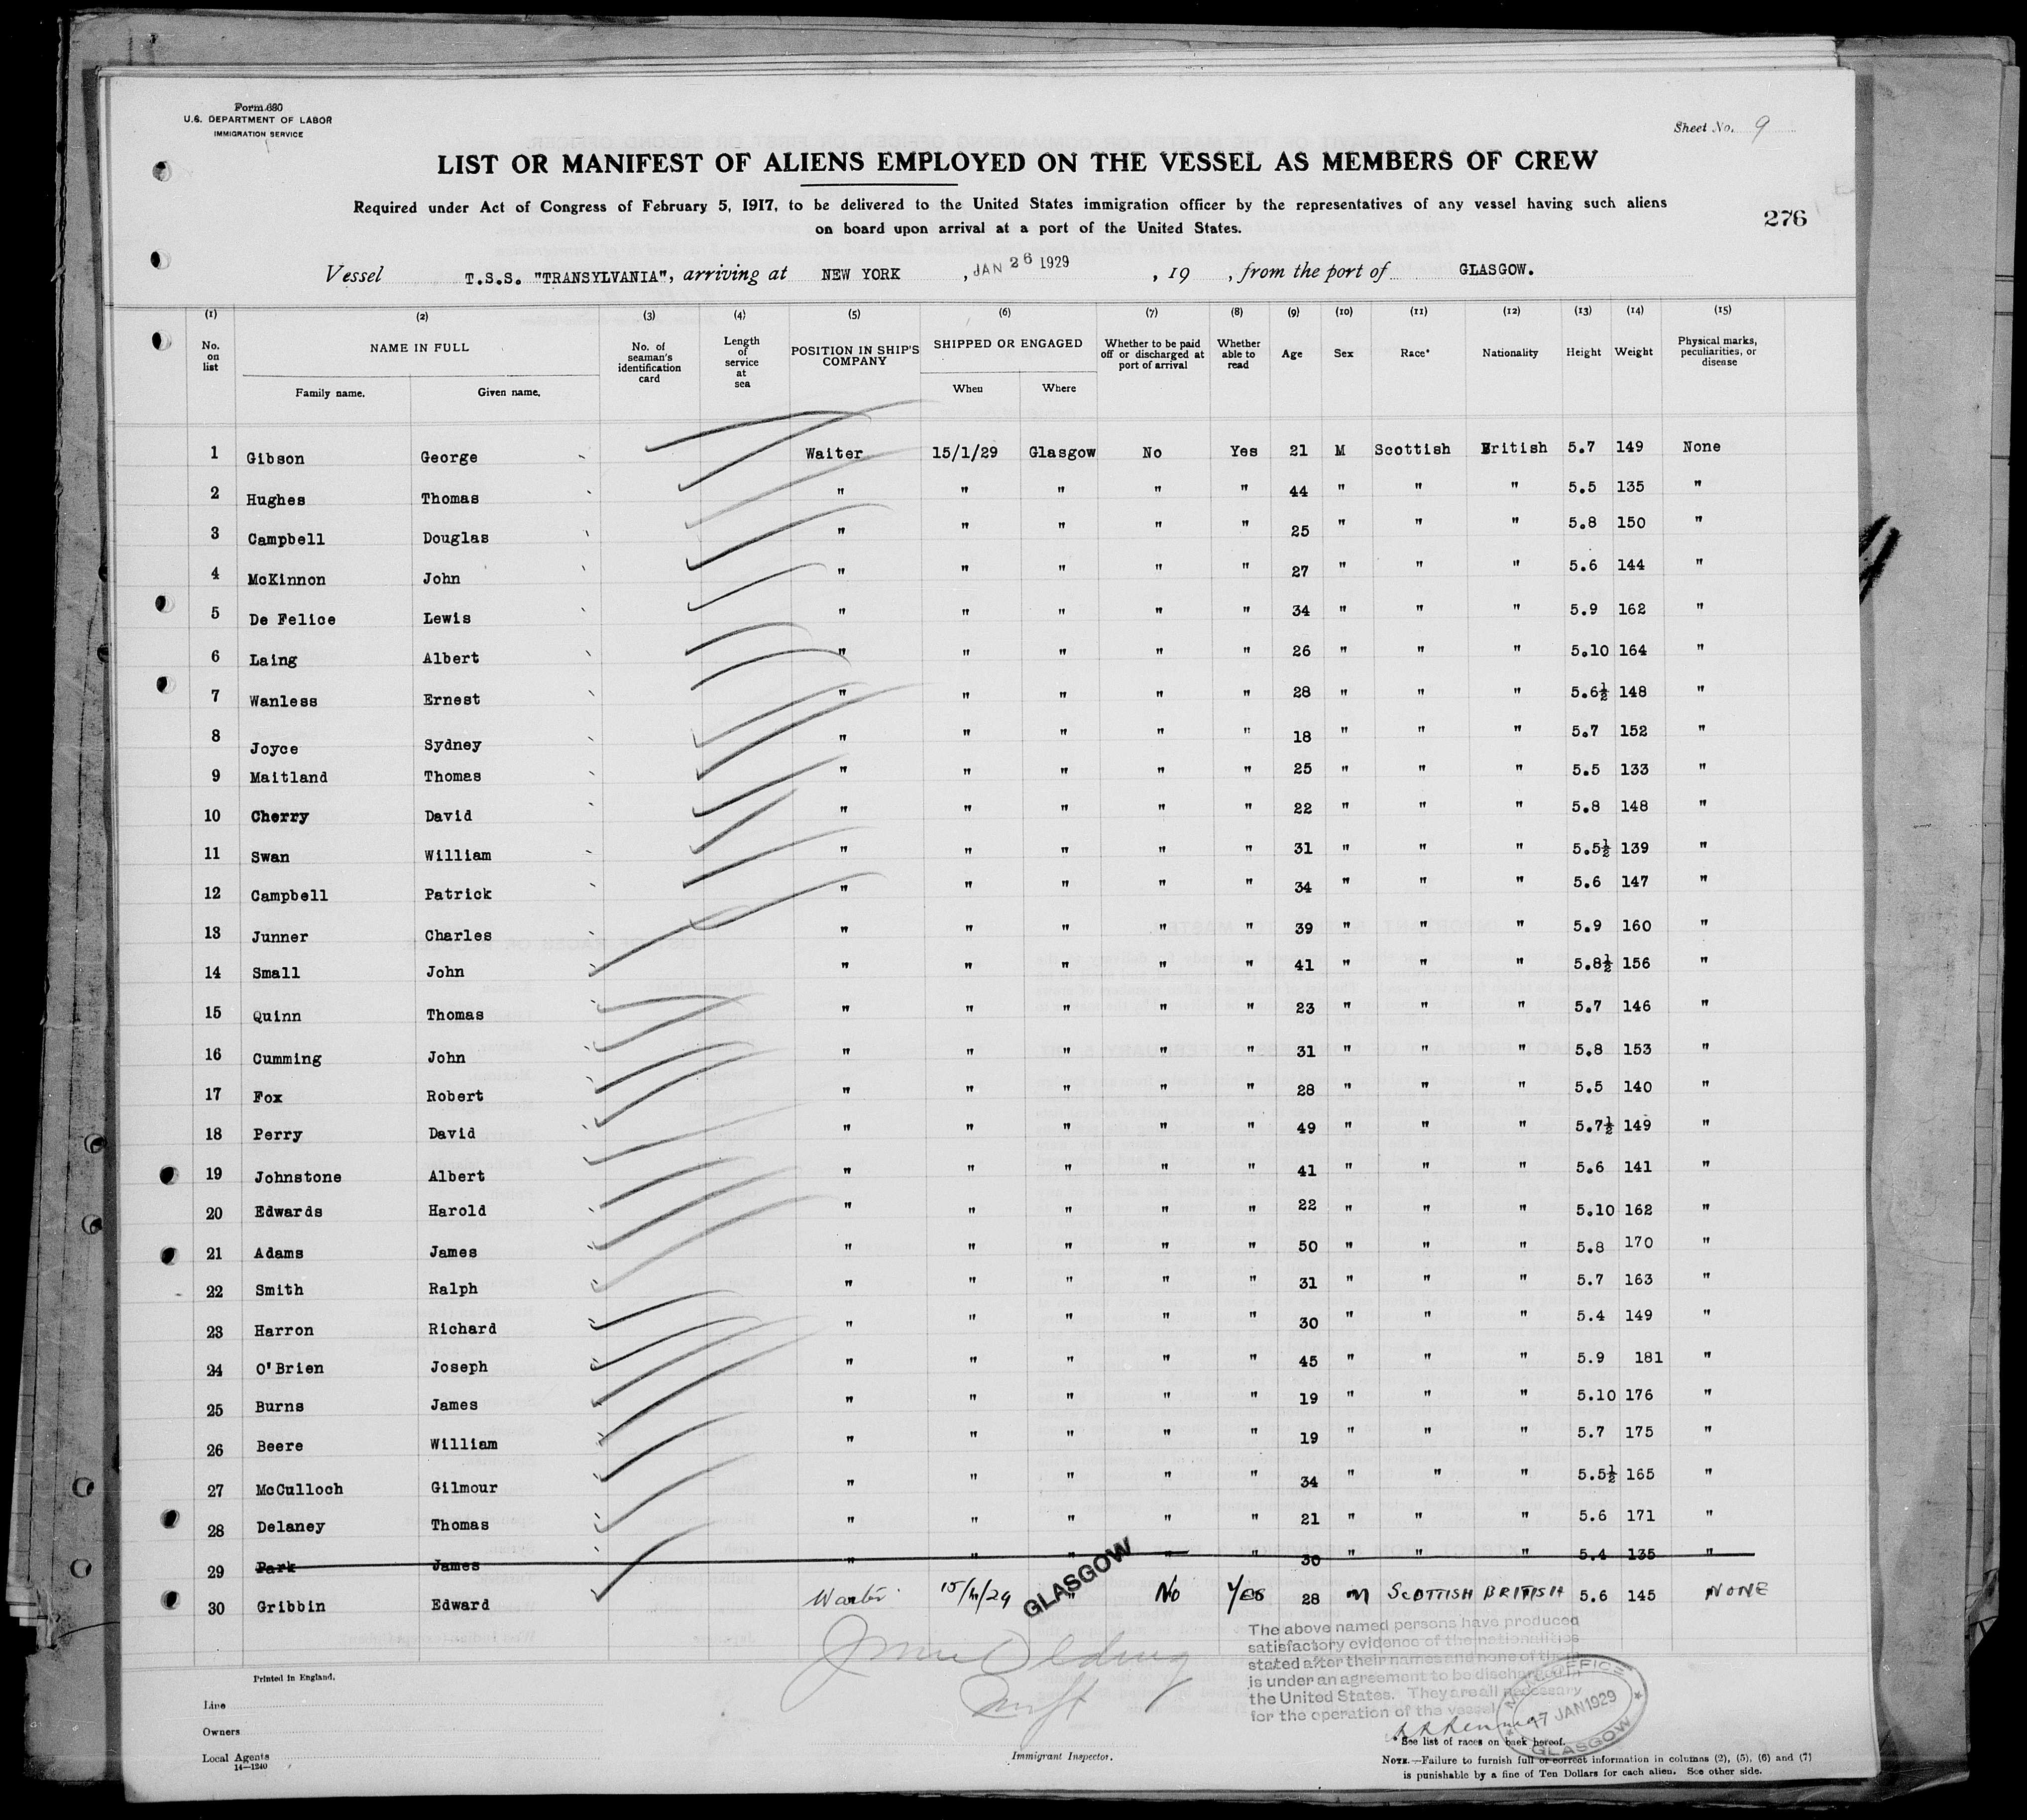 Form 680
U.S. DEPARTMENT OF LABOR
IMMIGRATION SERVICE
Sheet No. 9
LIST OR MANIFEST OF ALIENS EMPLOYED ON THE VESSEL AS MEMBERS OF CREW
Required under Act of Congress of February 5, 1917, to be delivered to the United States immigration officer by the representatives of any vessel having such aliens
on board upon arrival at a port of the United States.
276
Vessel T.S.S. "TRANSYLVANIA", arriving at NEW YORK , JAN 26 1929 , 19 , from the port of GLASGOW.
(1) (2) (3) (4) (5) (6) (7) (8) (9) (10) (11) (12) (13) (14) (15)
No. on list NAME IN FULL Family name. Given name. No. of seaman's identification card Length of service at sea POSITION IN SHIP'S COMPANY SHIPPED OR ENGAGED When Where Whether to be paid off or discharged at port of arrival Whether able to read Age Sex Race* Nationality Height Weight Physical marks, peculiarities, or disease
1 Gibson George Waiter 15/1/29 Glasgow No Yes 21 M Scottish British 5.7 149 None
2 Hughes Thomas " " " " " 44 " " " 5.5 135 "
3 Campbell Douglas " " " " " 25 " " " 5.8 150 "
4 McKinnon John " " " " " 27 " " " 5.6 144 "
5 De Felice Lewis " " " " " 34 " " " 5.9 162 "
6 Laing Albert " " " " " 26 " " " 5.10 164 "
7 Wanless Ernest " " " " " 28 " " " 5.6½ 148 "
8 Joyce Sydney " " " " " 18 " " " 5.7 152 "
9 Maitland Thomas " " " " " 25 " " " 5.5 133 "
10 Cherry David " " " " " 22 " " " 5.8 148 "
11 Swan William " " " " " 31 " " " 5.5½ 139 "
12 Campbell Patrick " " " " " 34 " " " 5.6 147 "
13 Junner Charles " " " " " 39 " " " 5.9 160 "
14 Small John " " " " " 41 " " " 5.8½ 156 "
15 Quinn Thomas " " " " " 23 " " " 5.7 146 "
16 Cumming John " " " " " 31 " " " 5.8 153 "
17 Fox Robert " " " " " 28 " " " 5.5 140 "
18 Perry David " " " " " 49 " " " 5.7½ 149 "
19 Johnstone Albert " " " " " 41 " " " 5.6 141 "
20 Edwards Harold " " " " " 22 " " " 5.10 162 "
21 Adams James " " " " " 50 " " " 5.8 170 "
22 Smith Ralph " " " " " 31 " " " 5.7 163 "
23 Harron Richard " " " " " 30 " " " 5.4 149 "
24 O'Brien Joseph " " " " " 45 " " " 5.9 181 "
25 Burns James " " " " " 19 " " " 5.10 176 "
26 Beere William " " " " " 19 " " " 5.7 175 "
27 McCulloch Gilmour " " " " " 34 " " " 5.5½ 165 "
28 Delaney Thomas " " " " " 21 " " " 5.6 171 "
29 Park James " " " " " 30 " " " 5.4 135 "
30 Gribbin Edward Waiter 15/1/29 GLASGOW " No Yes 28 M SCOTTISH BRITISH 5.6 145 NONE
The above named persons have produced
satisfactory evidence of the nationalities
stated after their names and none of them
is under an agreement to be discharged in
the United States. They are all necessary
for the operation of the vessel
OFFICE 17 JAN 1929 GLASGOW
Printed in England.
Line
Owners
Local Agents
14—1240
Immigrant Inspector.
See list of races on back hereof.
NOTE.—Failure to furnish full or correct information in columns (2), (5), (6) and (7)
is punishable by a fine of Ten Dollars for each alien. See other side.